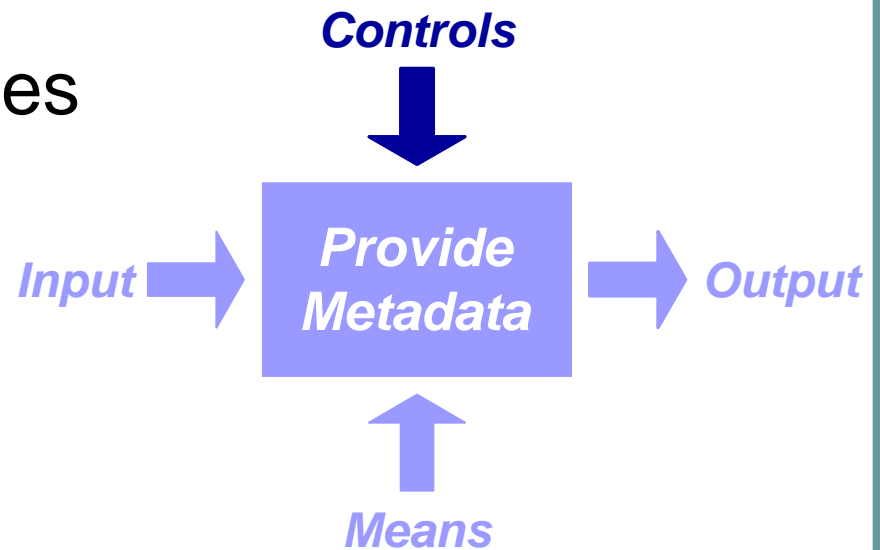 Controls
es
Provide
Input
Output
Metadata
Means